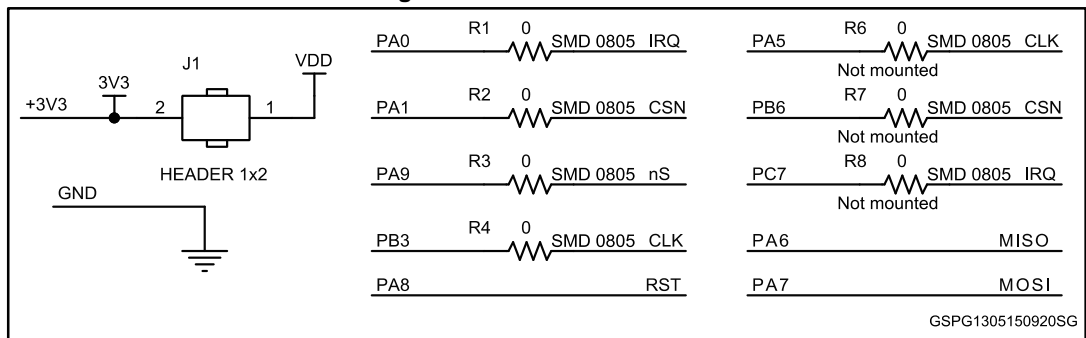 J1
3V3
VDD
+3V3
2
1
HEADER 1x2
GND
R1 0
PA0 SMD 0805 IRQ
R2 0
PA1 SMD 0805 CSN
R3 0
PA9 SMD 0805 nS
R4 0
PB3 SMD 0805 CLK
PA8 RST
R6 0
PA5 SMD 0805 CLK
Not mounted
R7 0
PB6 SMD 0805 CSN
Not mounted
R8 0
PC7 SMD 0805 IRQ
Not mounted
PA6 MISO
PA7 MOSI
GSPG1305150920SG